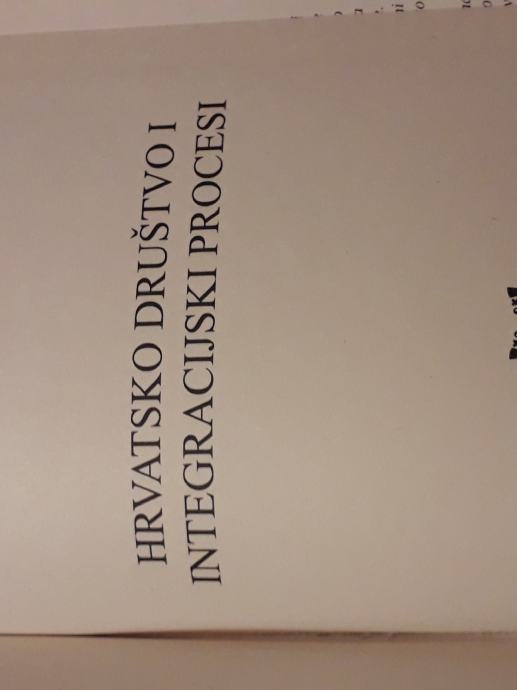 HRVATSKO DRUŠTVO I
INTEGRACIJSKI PROCESI